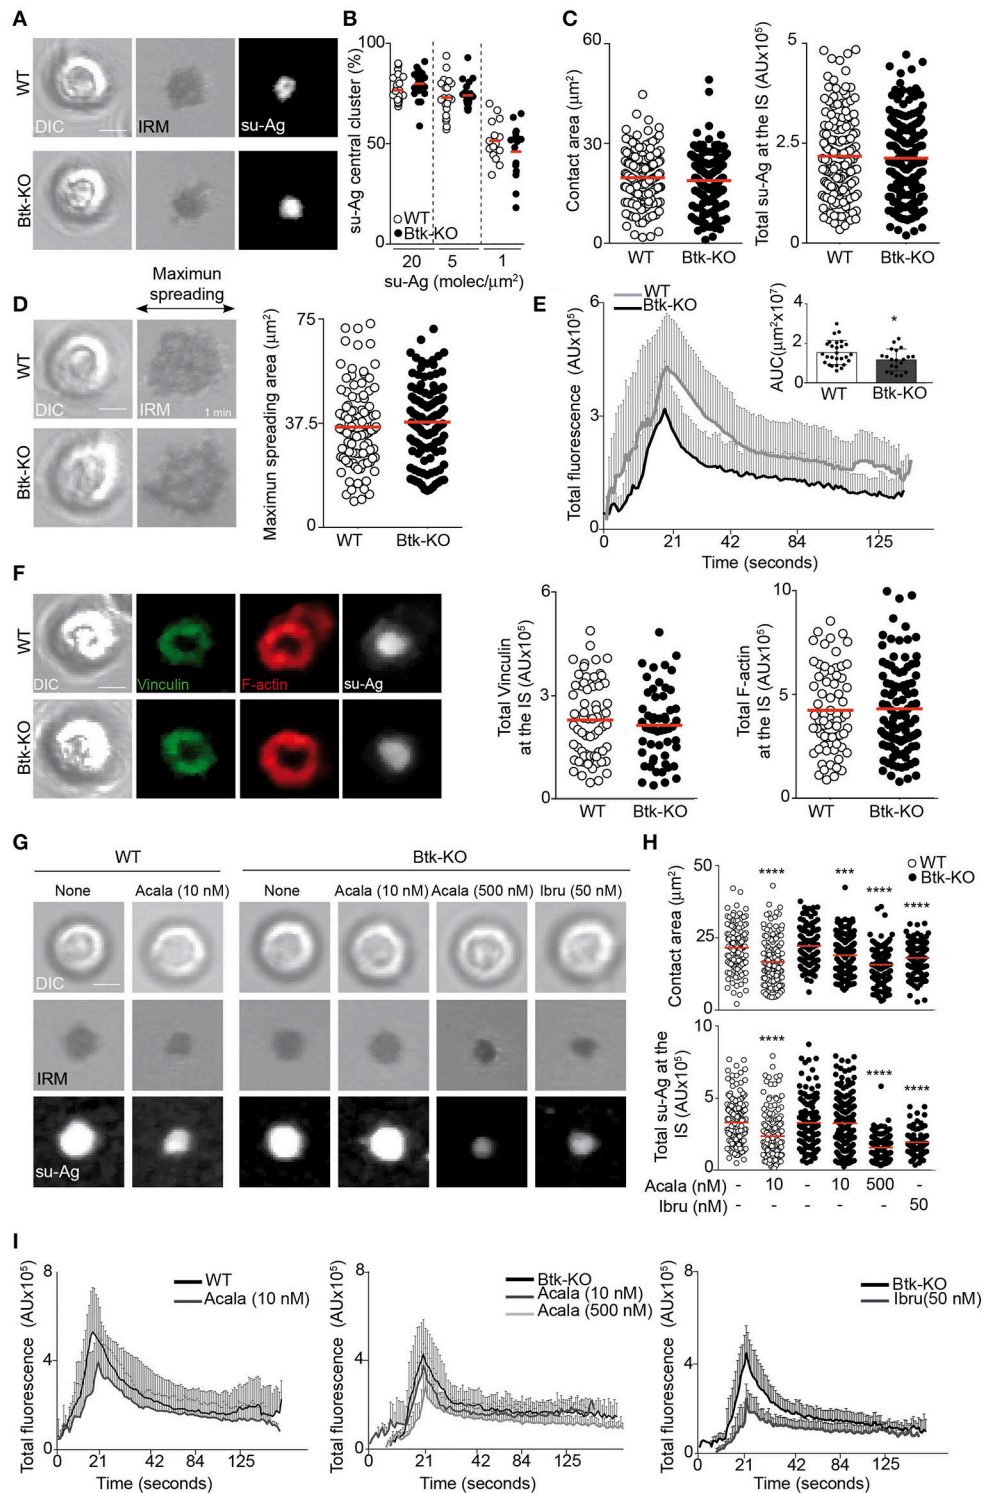 A
WT
Btk-KO
DIC
IRM
su-Ag
B
su-Ag central cluster (%)
100
50
0
WT
Btk-KO
20 5 1
su-Ag (molec/μm²)
C
Contact area (μm²)
60
30
0
WT Btk-KO
Total su-Ag at the IS (AUx10⁵)
5
2.5
0
WT Btk-KO
D
Maximun
spreading
WT
Btk-KO
DIC
IRM
1 min
Maximun spreading area (μm²)
75
37.5
0
WT Btk-KO
E
Total fluorescence (AUx10⁵)
6
3
0
WT
Btk-KO
0 21 42 84 125
Time (seconds)
AUC(μm²x10⁷)
4
2
0
*
WT Btk-KO
F
WT
Btk-KO
DIC
Vinculin
F-actin
su-Ag
Total Vinculin
at the IS (AUx10⁵)
6
3
0
WT Btk-KO
Total F-actin
at the IS (AUx10⁵)
10
5
0
WT Btk-KO
G
WT Btk-KO
None Acala (10 nM) None Acala (10 nM) Acala (500 nM) Ibru (50 nM)
DIC
IRM
su-Ag
H
WT
Btk-KO
Contact area (μm²)
50
25
0
**** *** **** ****
Total su-Ag at the
IS (AUx10⁵)
10
5
0
**** **** ****
Acala (nM) - 10 - 10 500 -
Ibru (nM) - - - - - 50
I
Total fluorescence (AUx10⁵)
8
4
0
WT
Acala (10 nM)
0 21 42 84 125
Time (seconds)
Total fluorescence (AUx10⁵)
8
4
0
Btk-KO
Acala (10 nM)
Acala (500 nM)
0 21 42 84 125
Time (seconds)
Total fluorescence (AUx10⁵)
8
4
0
Btk-KO
Ibru(50 nM)
0 21 42 84 125
Time (seconds)